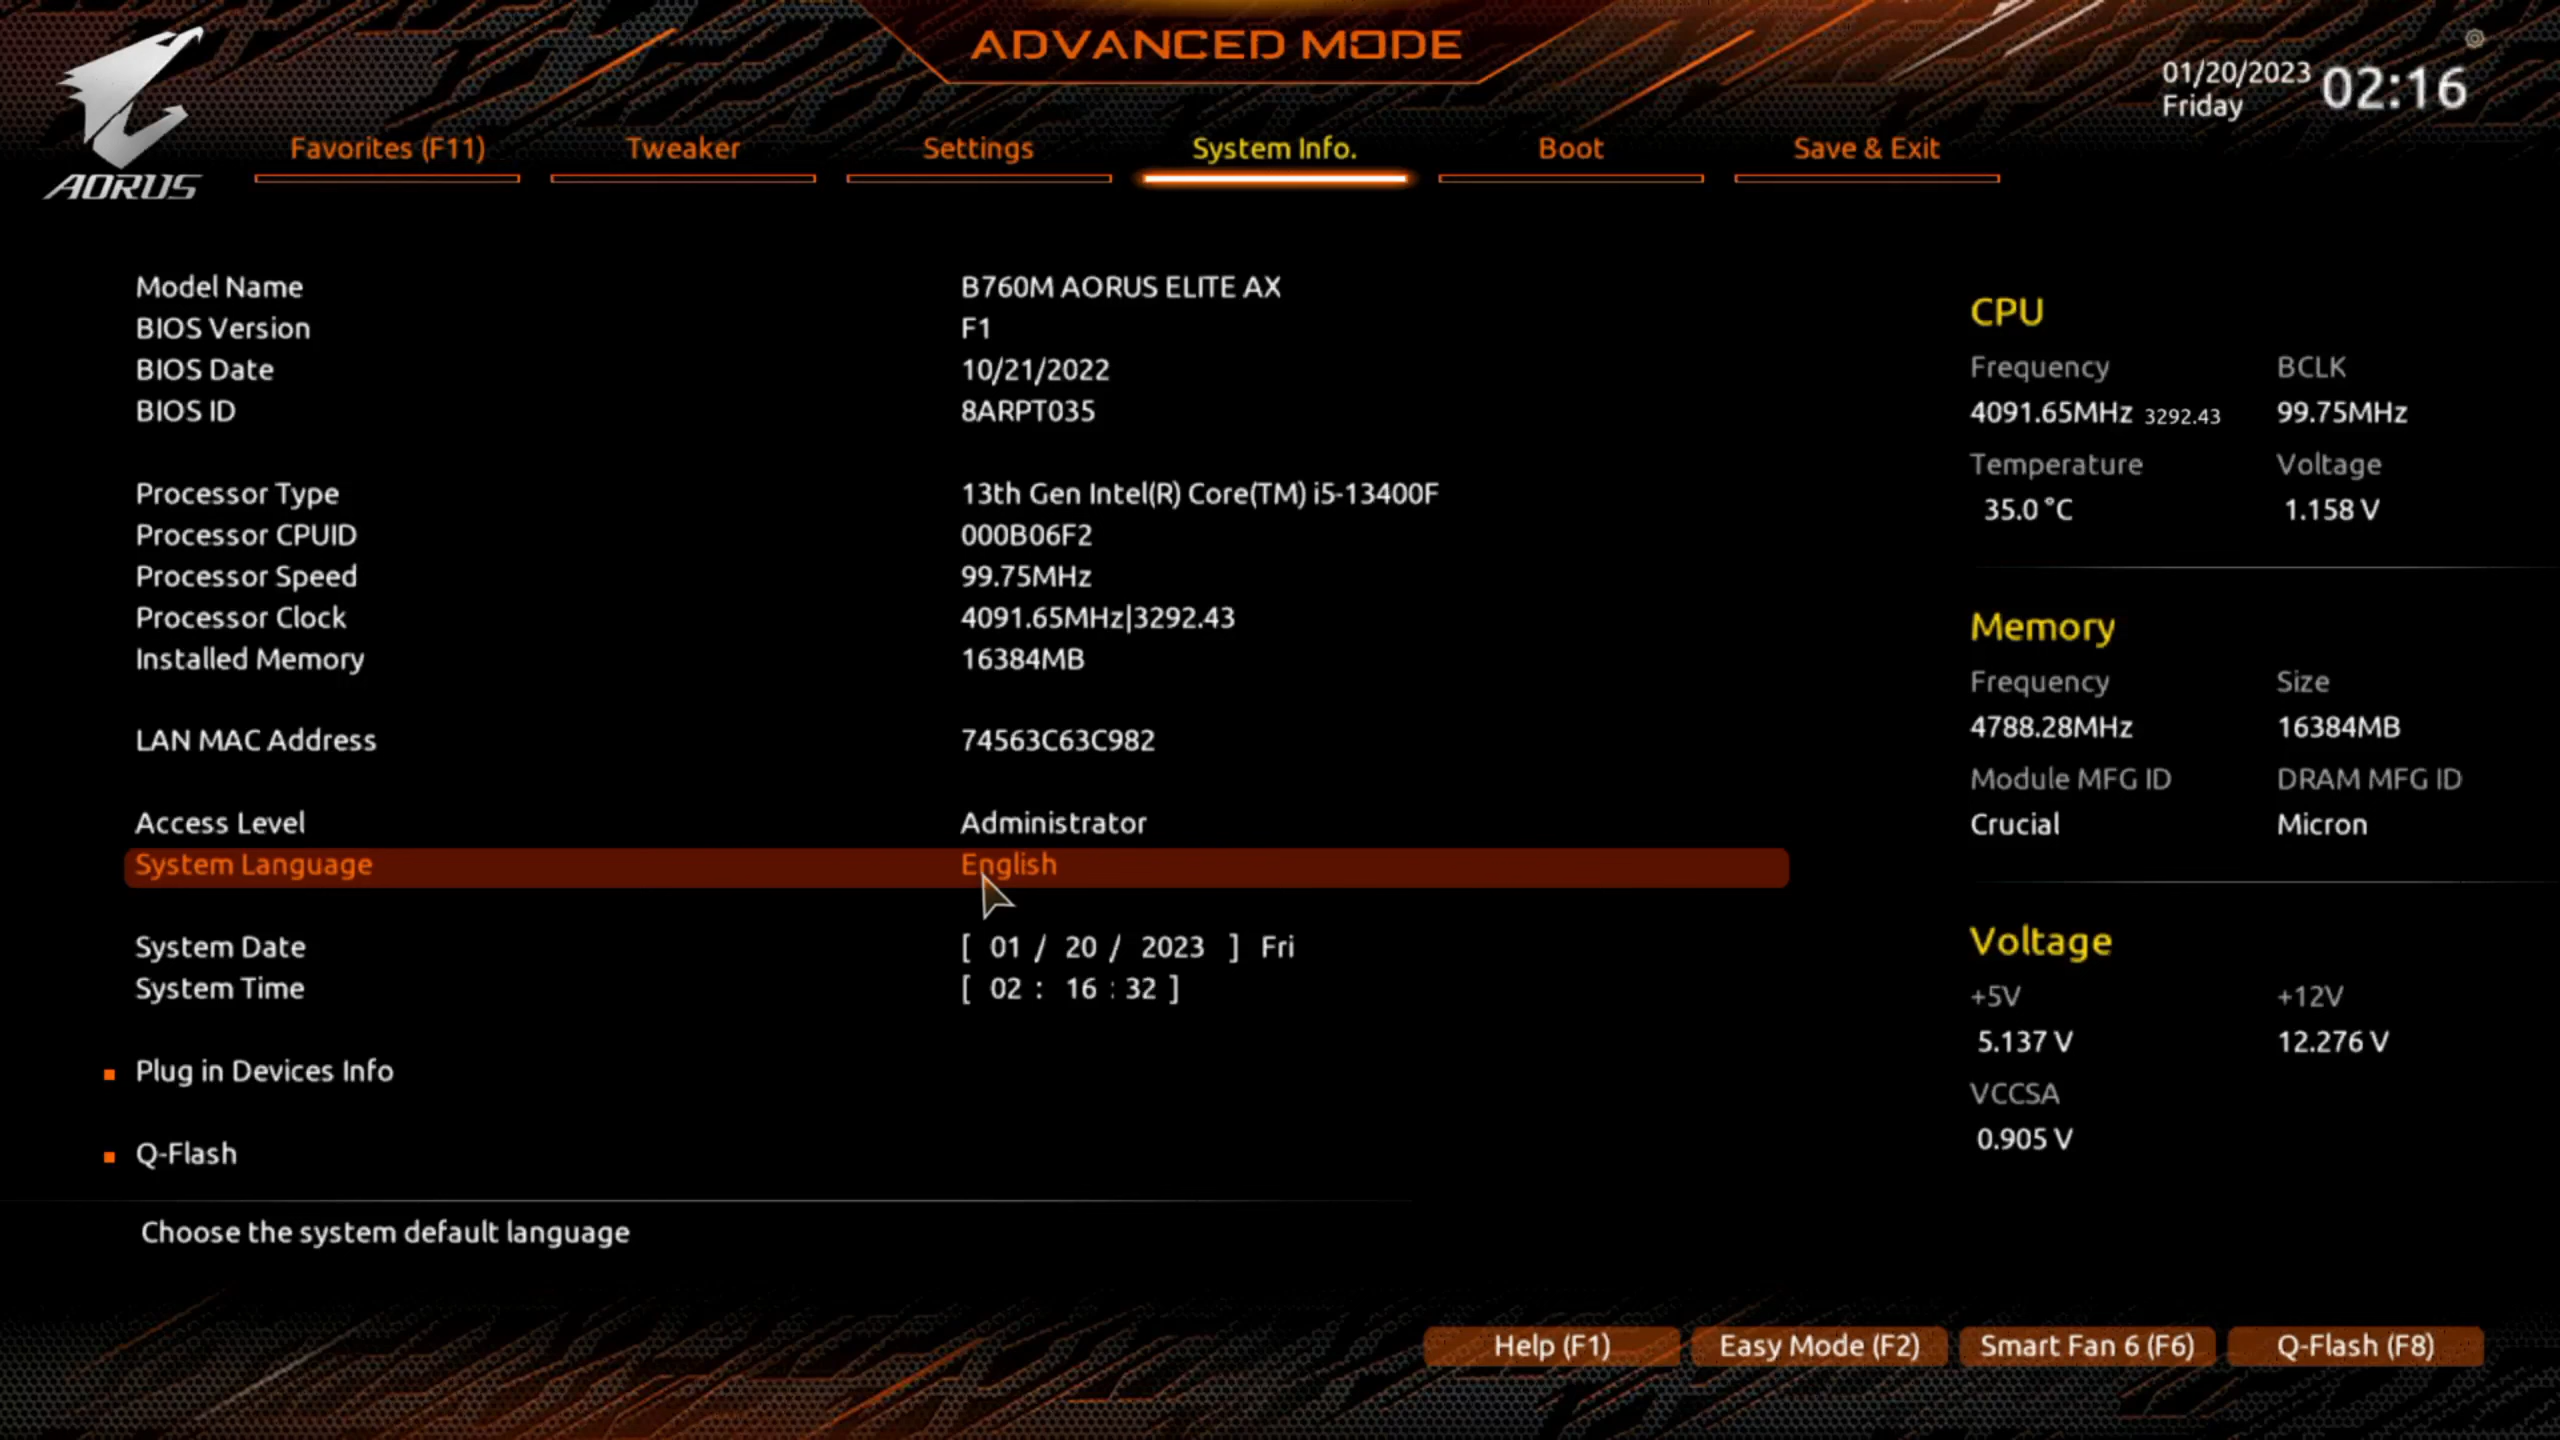 ADVANCED MODE
AORUS
01/20/2023
Friday
02:16
Favorites (F11) Tweaker Settings System Info. Boot Save & Exit
Model Name B760M AORUS ELITE AX
BIOS Version F1
BIOS Date 10/21/2022
BIOS ID 8ARPT035
Processor Type 13th Gen Intel(R) Core(TM) i5-13400F
Processor CPUID 000B06F2
Processor Speed 99.75MHz
Processor Clock 4091.65MHz|3292.43
Installed Memory 16384MB
LAN MAC Address 74563C63C982
Access Level Administrator
System Language English
System Date [ 01 / 20 / 2023 ] Fri
System Time [ 02 : 16 : 32 ]
Plug in Devices Info
Q-Flash
Choose the system default language
CPU
Frequency BCLK
4091.65MHz 3292.43 99.75MHz
Temperature Voltage
35.0 °C 1.158 V
Memory
Frequency Size
4788.28MHz 16384MB
Module MFG ID DRAM MFG ID
Crucial Micron
Voltage
+5V +12V
5.137 V 12.276 V
VCCSA
0.905 V
Help (F1) Easy Mode (F2) Smart Fan 6 (F6) Q-Flash (F8)